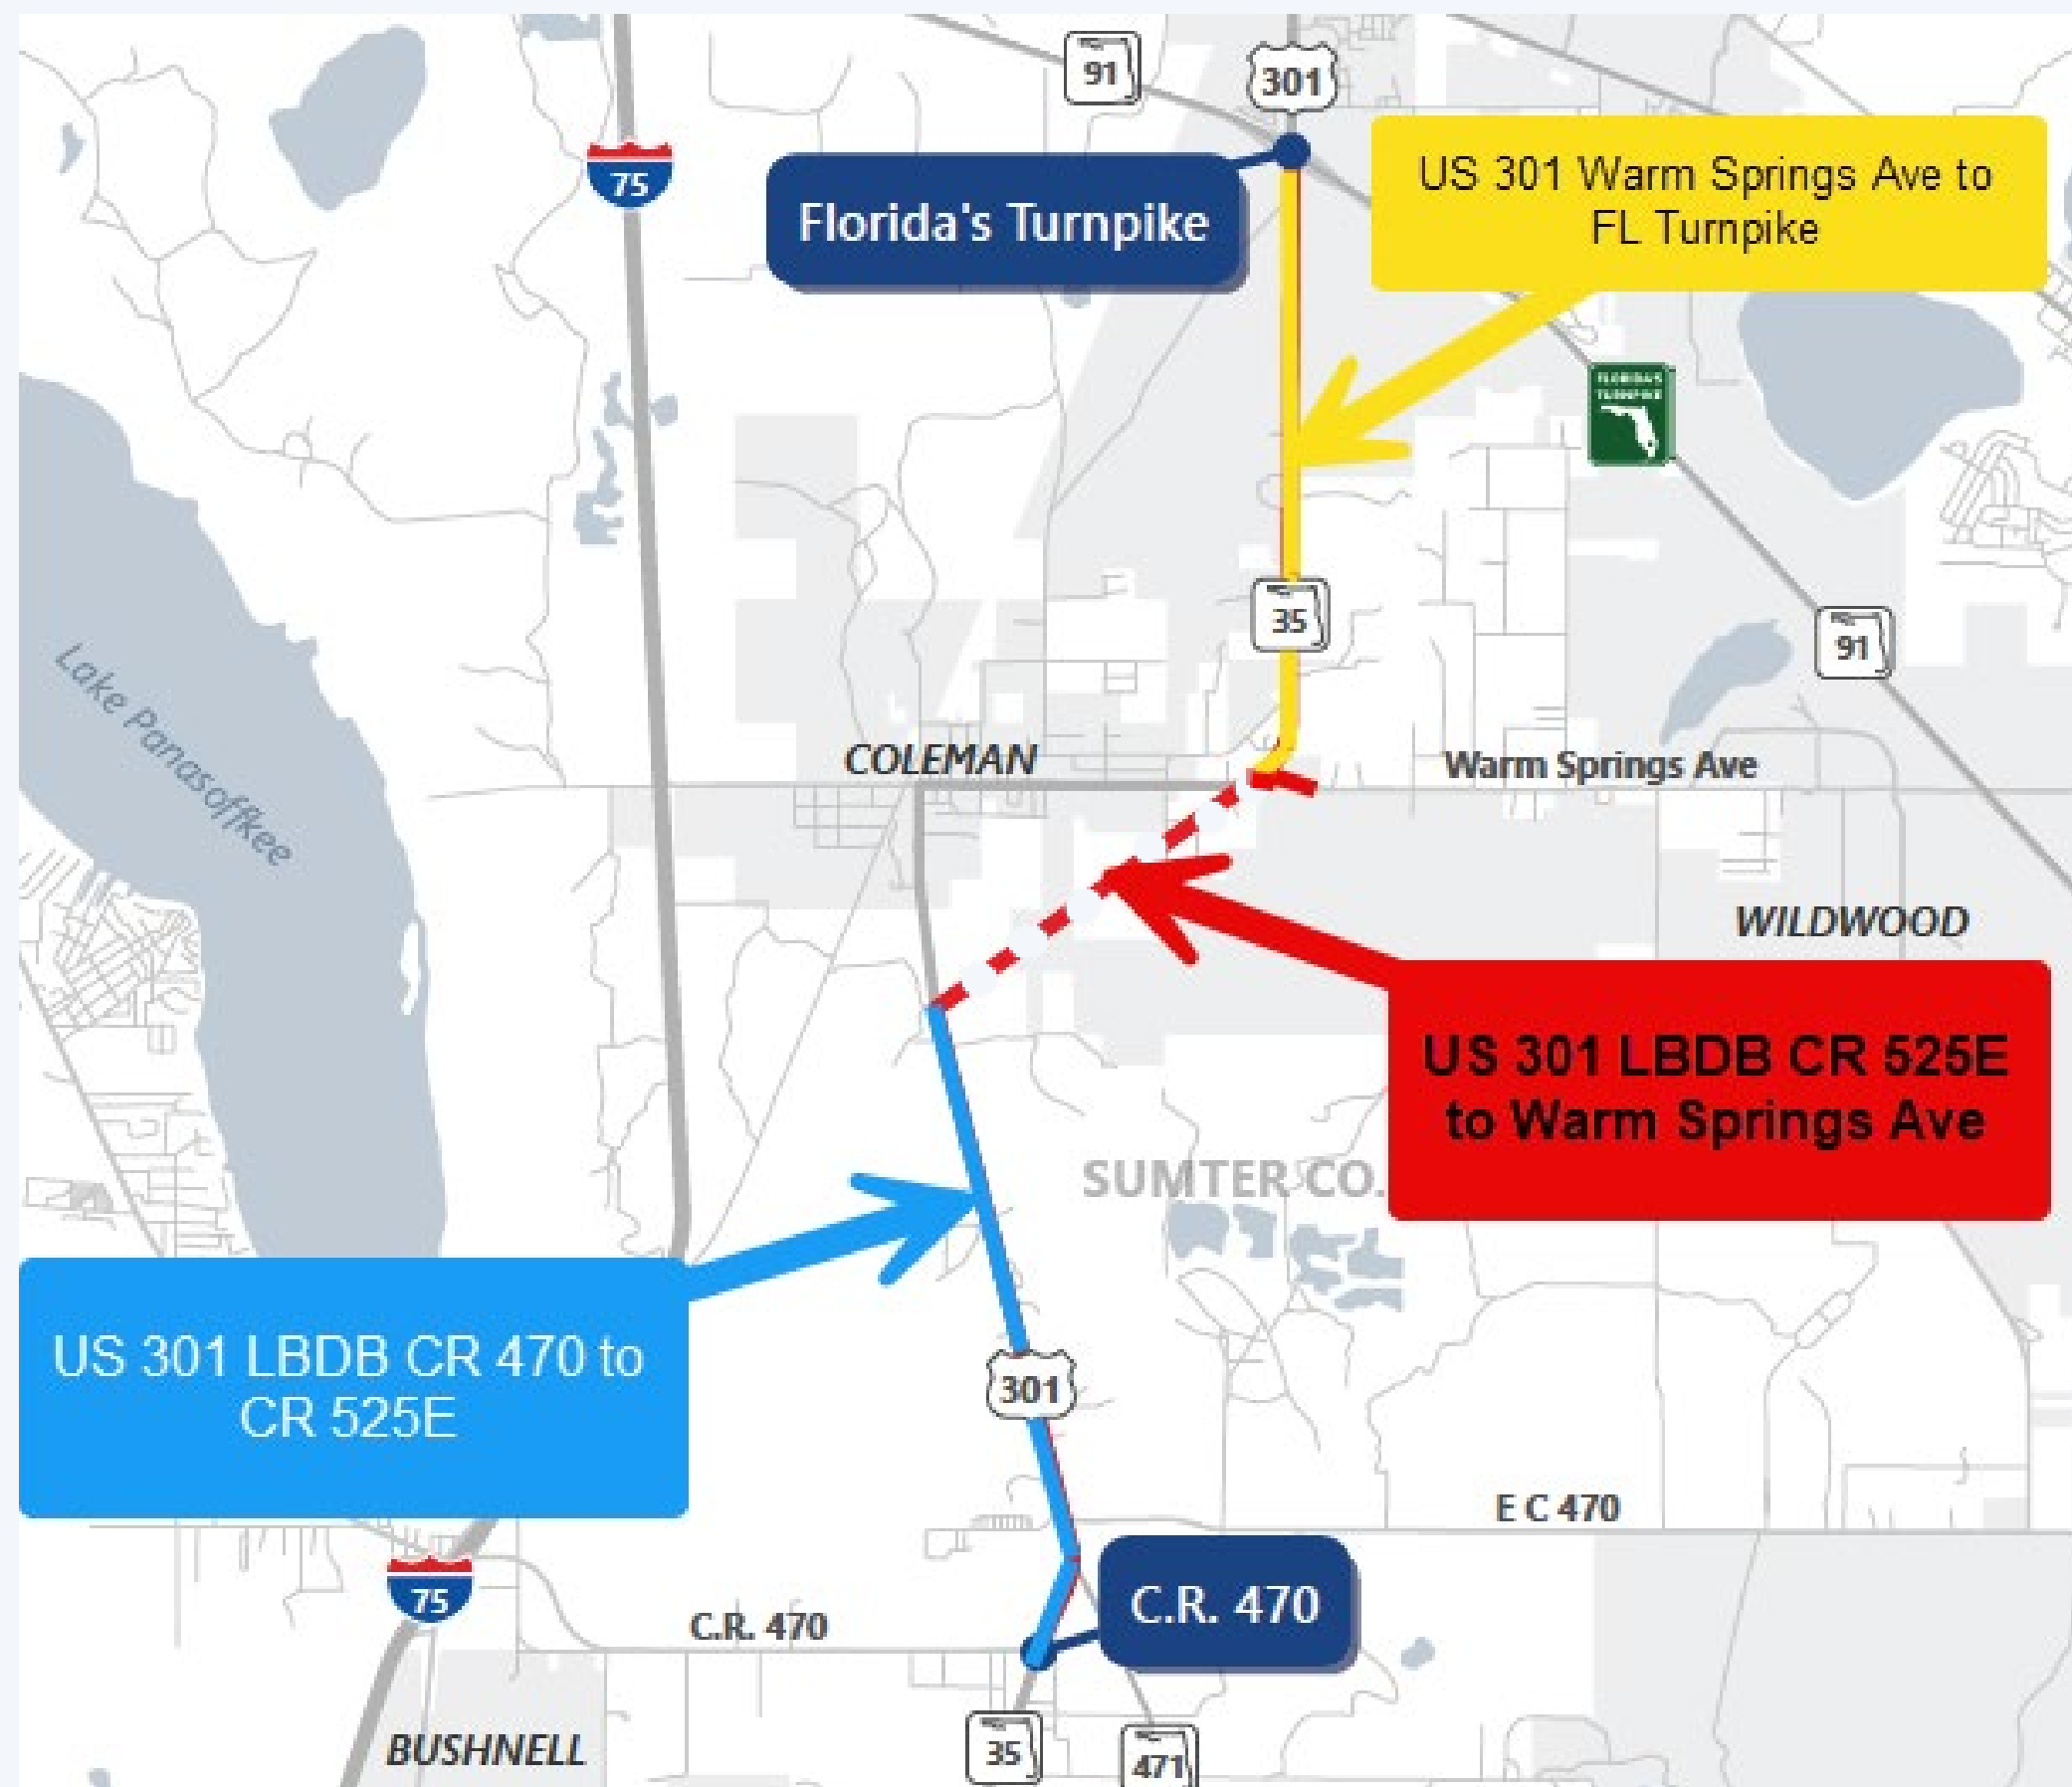 91
301
75
Florida's Turnpike
US 301 Warm Springs Ave to
FL Turnpike
FLORIDA'S
TURNPIKE
35
91
Lake Panasoffkee
COLEMAN
Warm Springs Ave
WILDWOOD
US 301 LBDB CR 525E
to Warm Springs Ave
SUMTER CO.
US 301 LBDB CR 470 to
CR 525E
301
E C 470
75
C.R. 470
C.R. 470
35
471
BUSHNELL